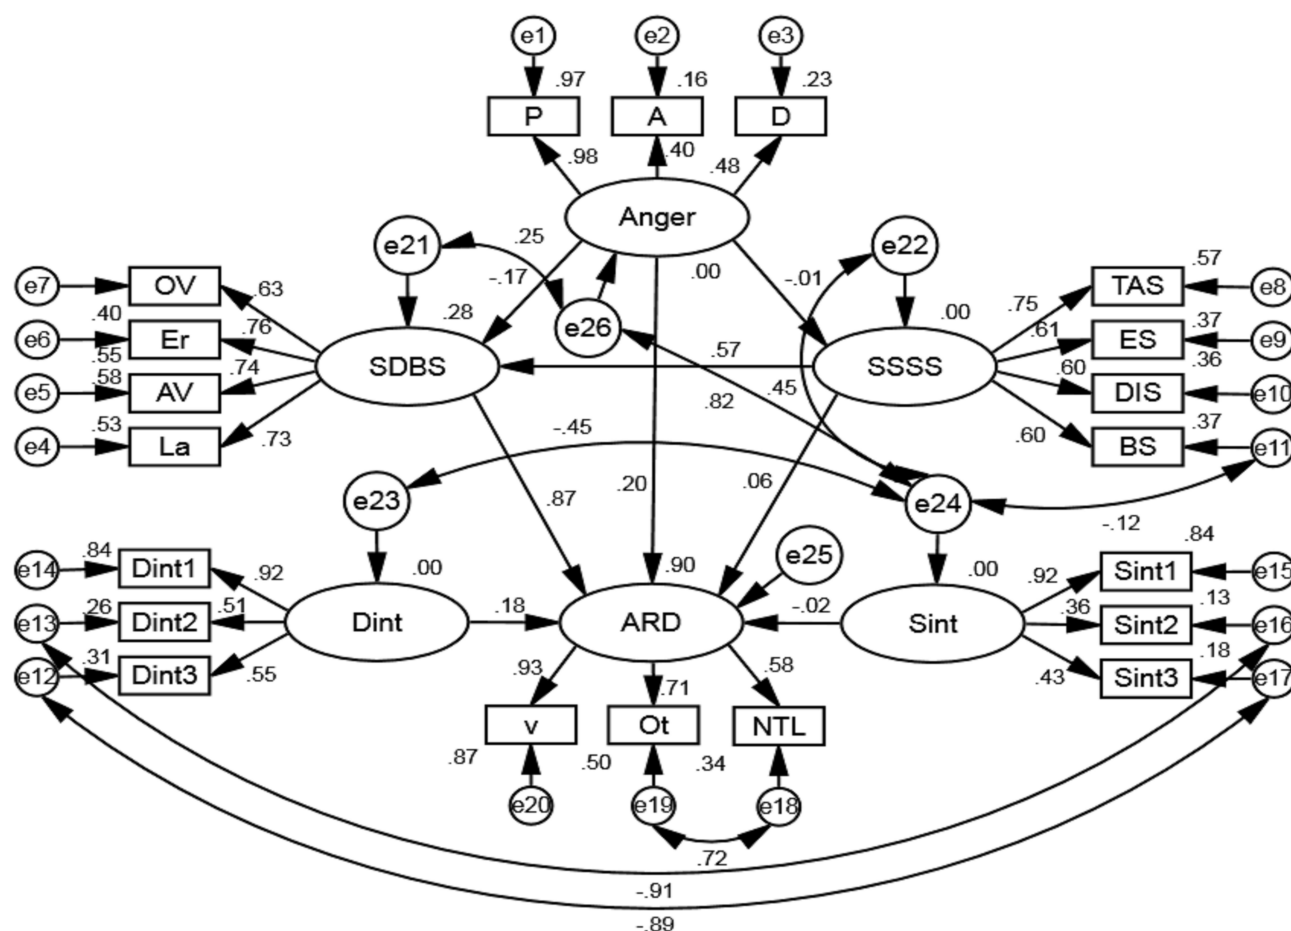 e1 e2 e3
.97 .16 .23
P A D
.98 .40 .48
Anger
e21 .25 e22
-.17 .00 -.01
e7 OV .63 .57 TAS e8
.28 e26 .00 .75
.40 .76 .61 .37
e6 Er ES e9
.55 SDBS .57 SSSS .36
.58 .74 .45 .60
e5 AV .82 DIS e10
.53 .73 -.45 .60 .37
e4 La BS e11
e23 .87 .20 .06 e24
-.12
.84 e25 .84
e14 Dint1 .92 .00 .90 .00 .92 Sint1 e15
.26 .51 .36 .13
e13 Dint2 Dint .18 ARD -.02 Sint Sint2 e16
.31 .18
e12 Dint3 .55 .93 .71 .58 .43 Sint3 e17
v Ot NTL
.87 .50 .34
e20 e19 e18
.72
-.91
-.89